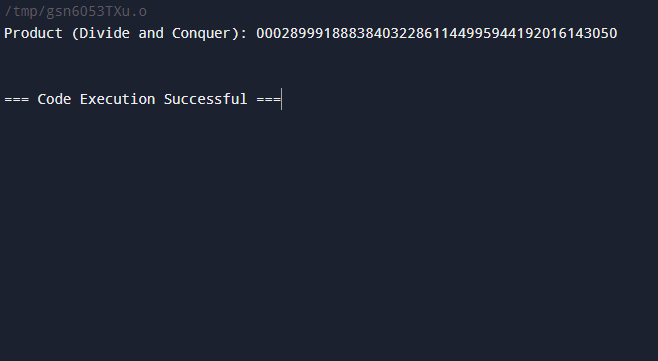 /tmp/gsn6053TXu.o
Product (Divide and Conquer): 0002899918883840322861144995944192016143050
=== Code Execution Successful ===